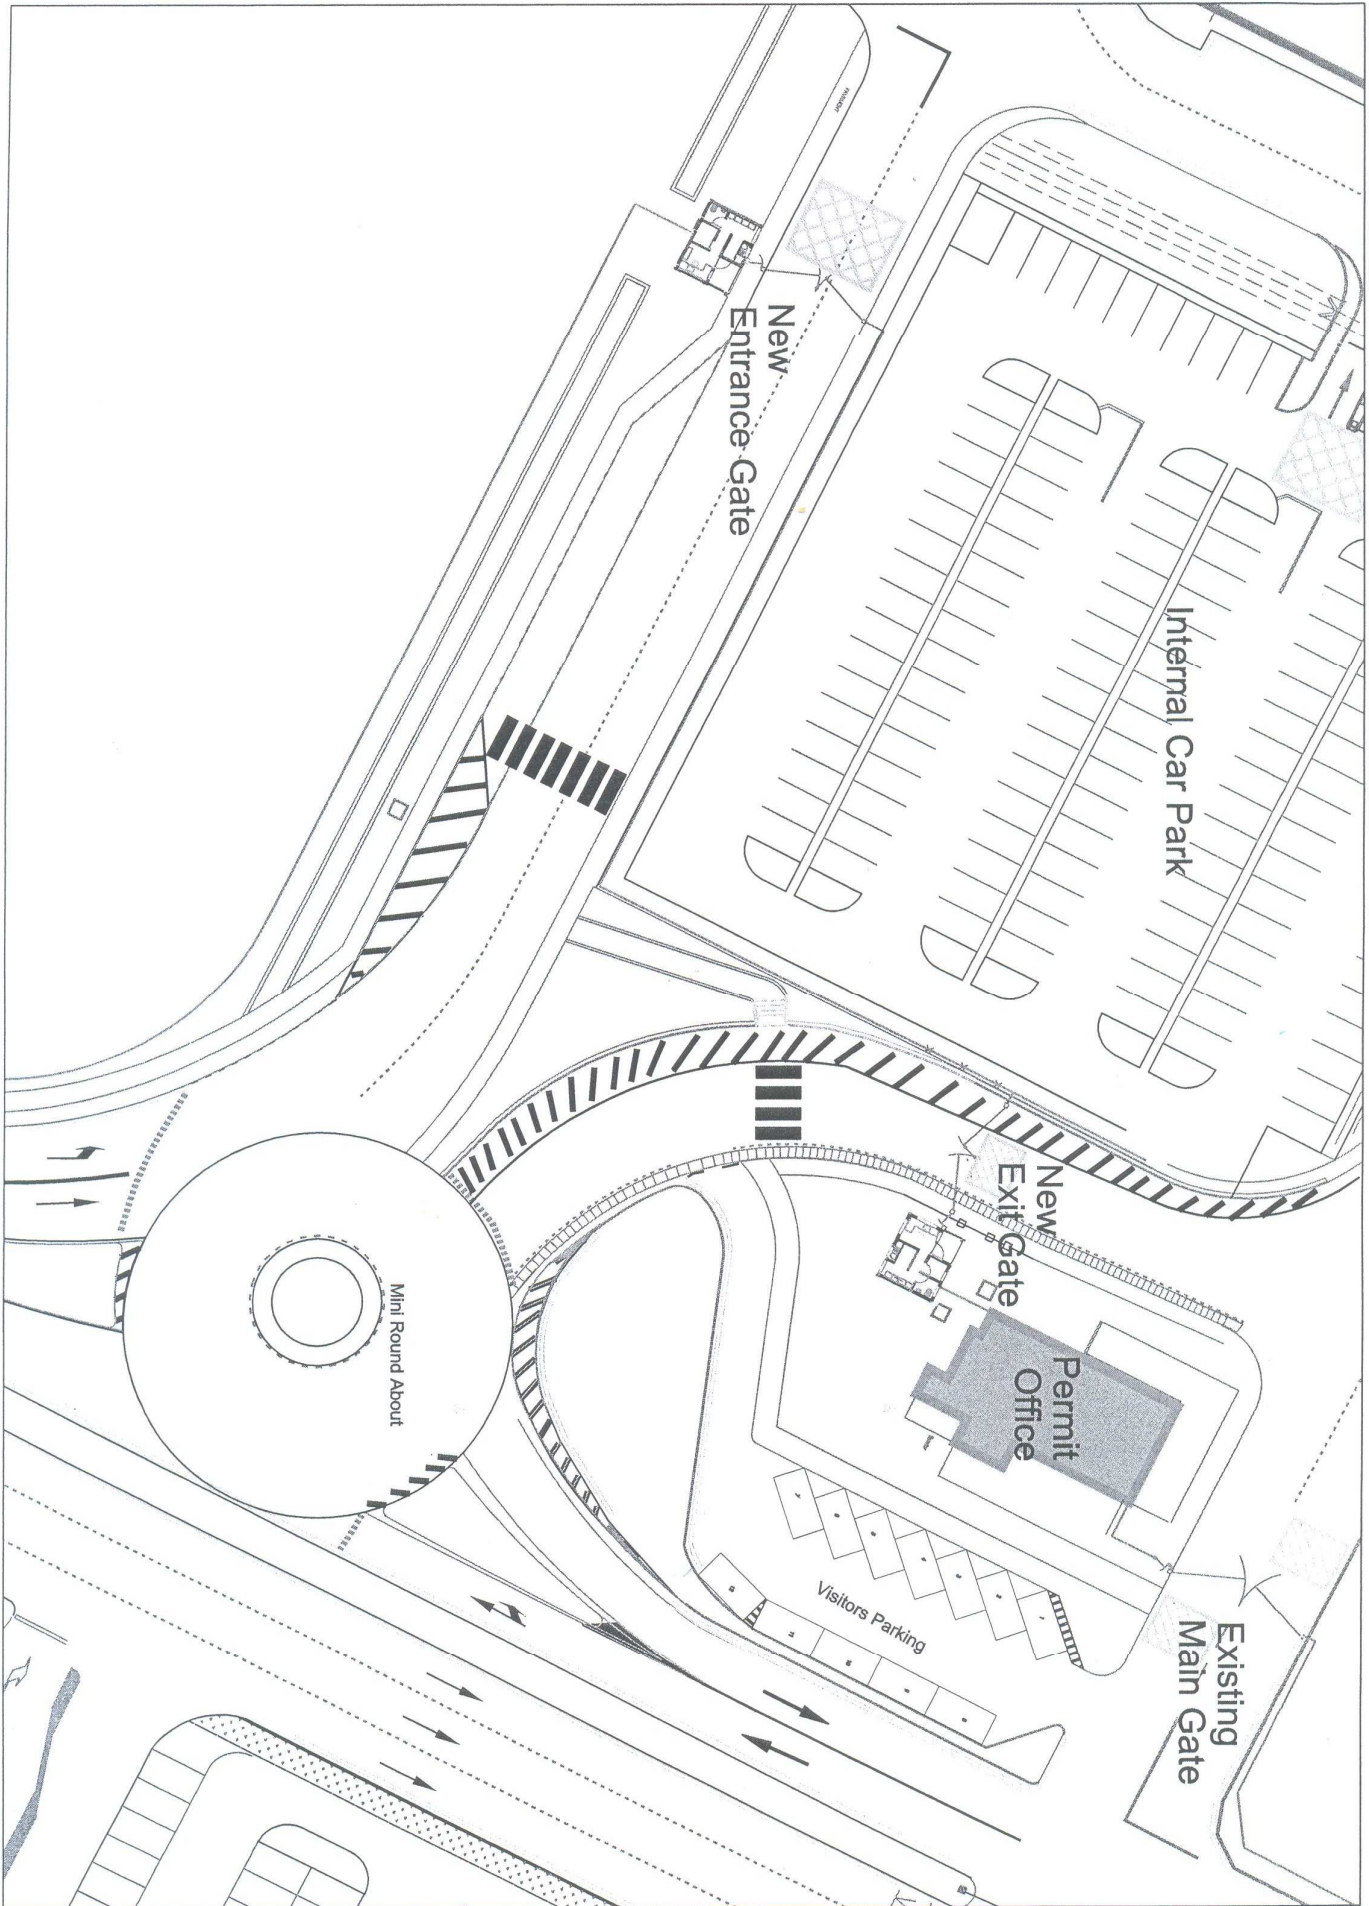 New
Entrance Gate
Internal Car Park
New
Exit Gate
Permit
Office
Mini Round About
Visitors Parking
Existing
Main Gate